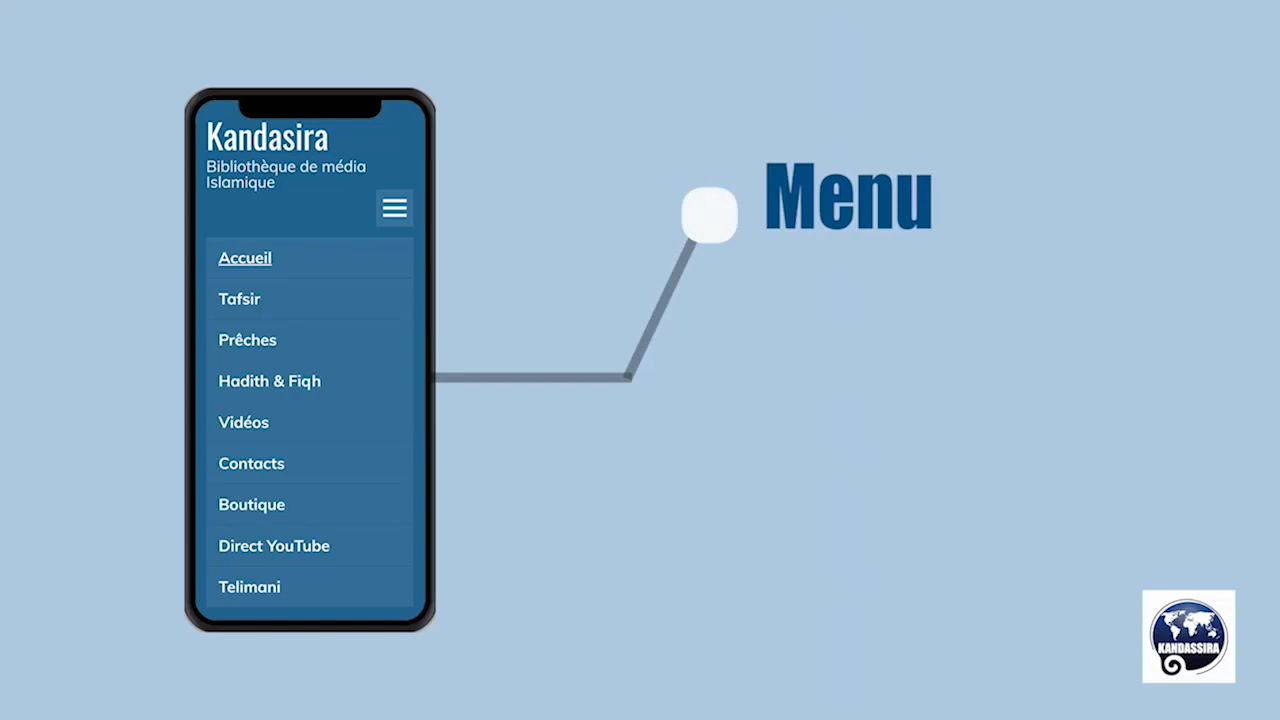 Kandasira
Bibliothèque de média
Islamique
Accueil
Tafsir
Prêches
Hadith & Fiqh
Vidéos
Contacts
Boutique
Direct YouTube
Telimani
Menu
KANDASSIRA